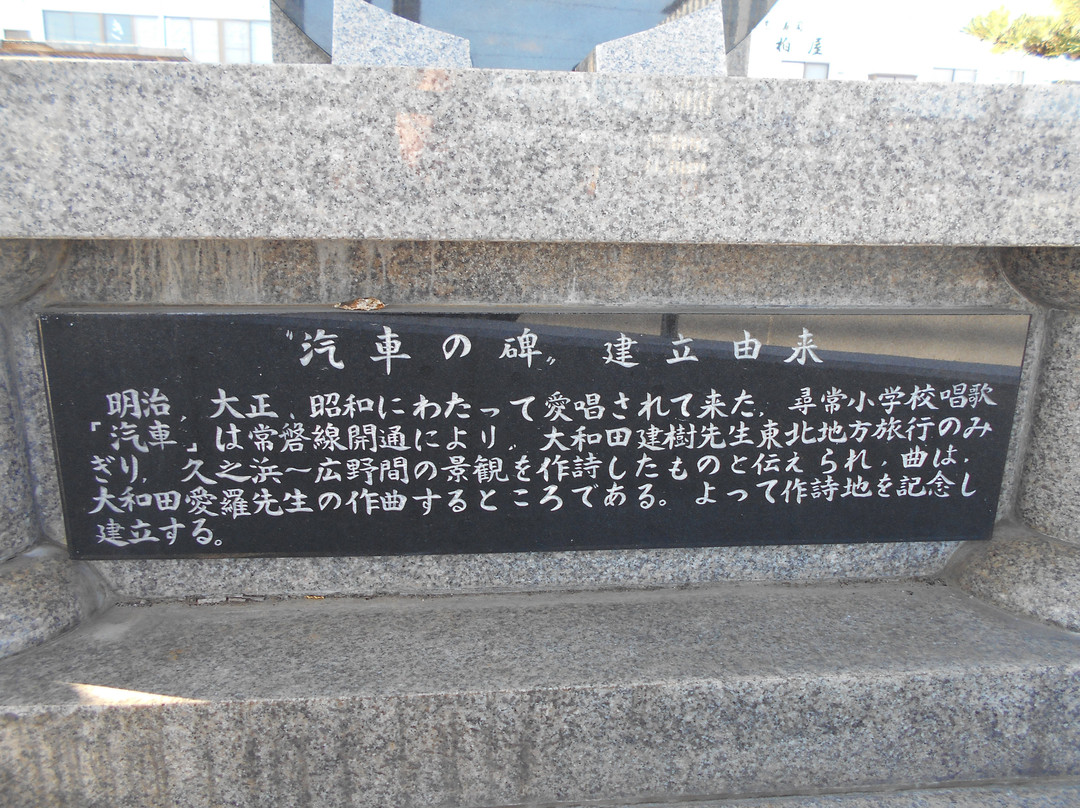 柏屋
〝汽車の碑〟建立由来
明治，大正，昭和にわたって愛唱されて来た，尋常小学校唱歌
「汽車」は常磐線開通により，大和田建樹先生東北地方旅行のみ
ぎり，久之浜～広野間の景観を作詩したものと伝えられ，曲は，
大和田愛羅先生の作曲するところである。よって作詩地を記念し
建立する。